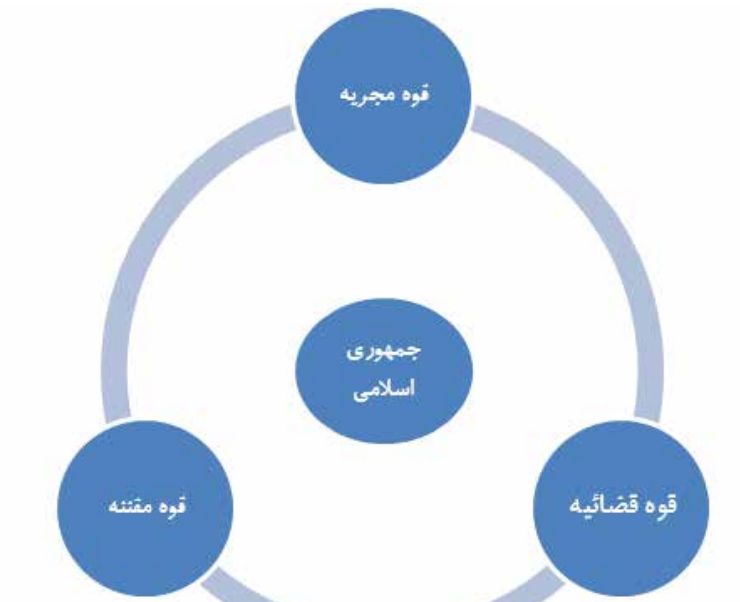 قوه مجریه
جمهوری
اسلامی
قوه قضائیه
قوه مقننه